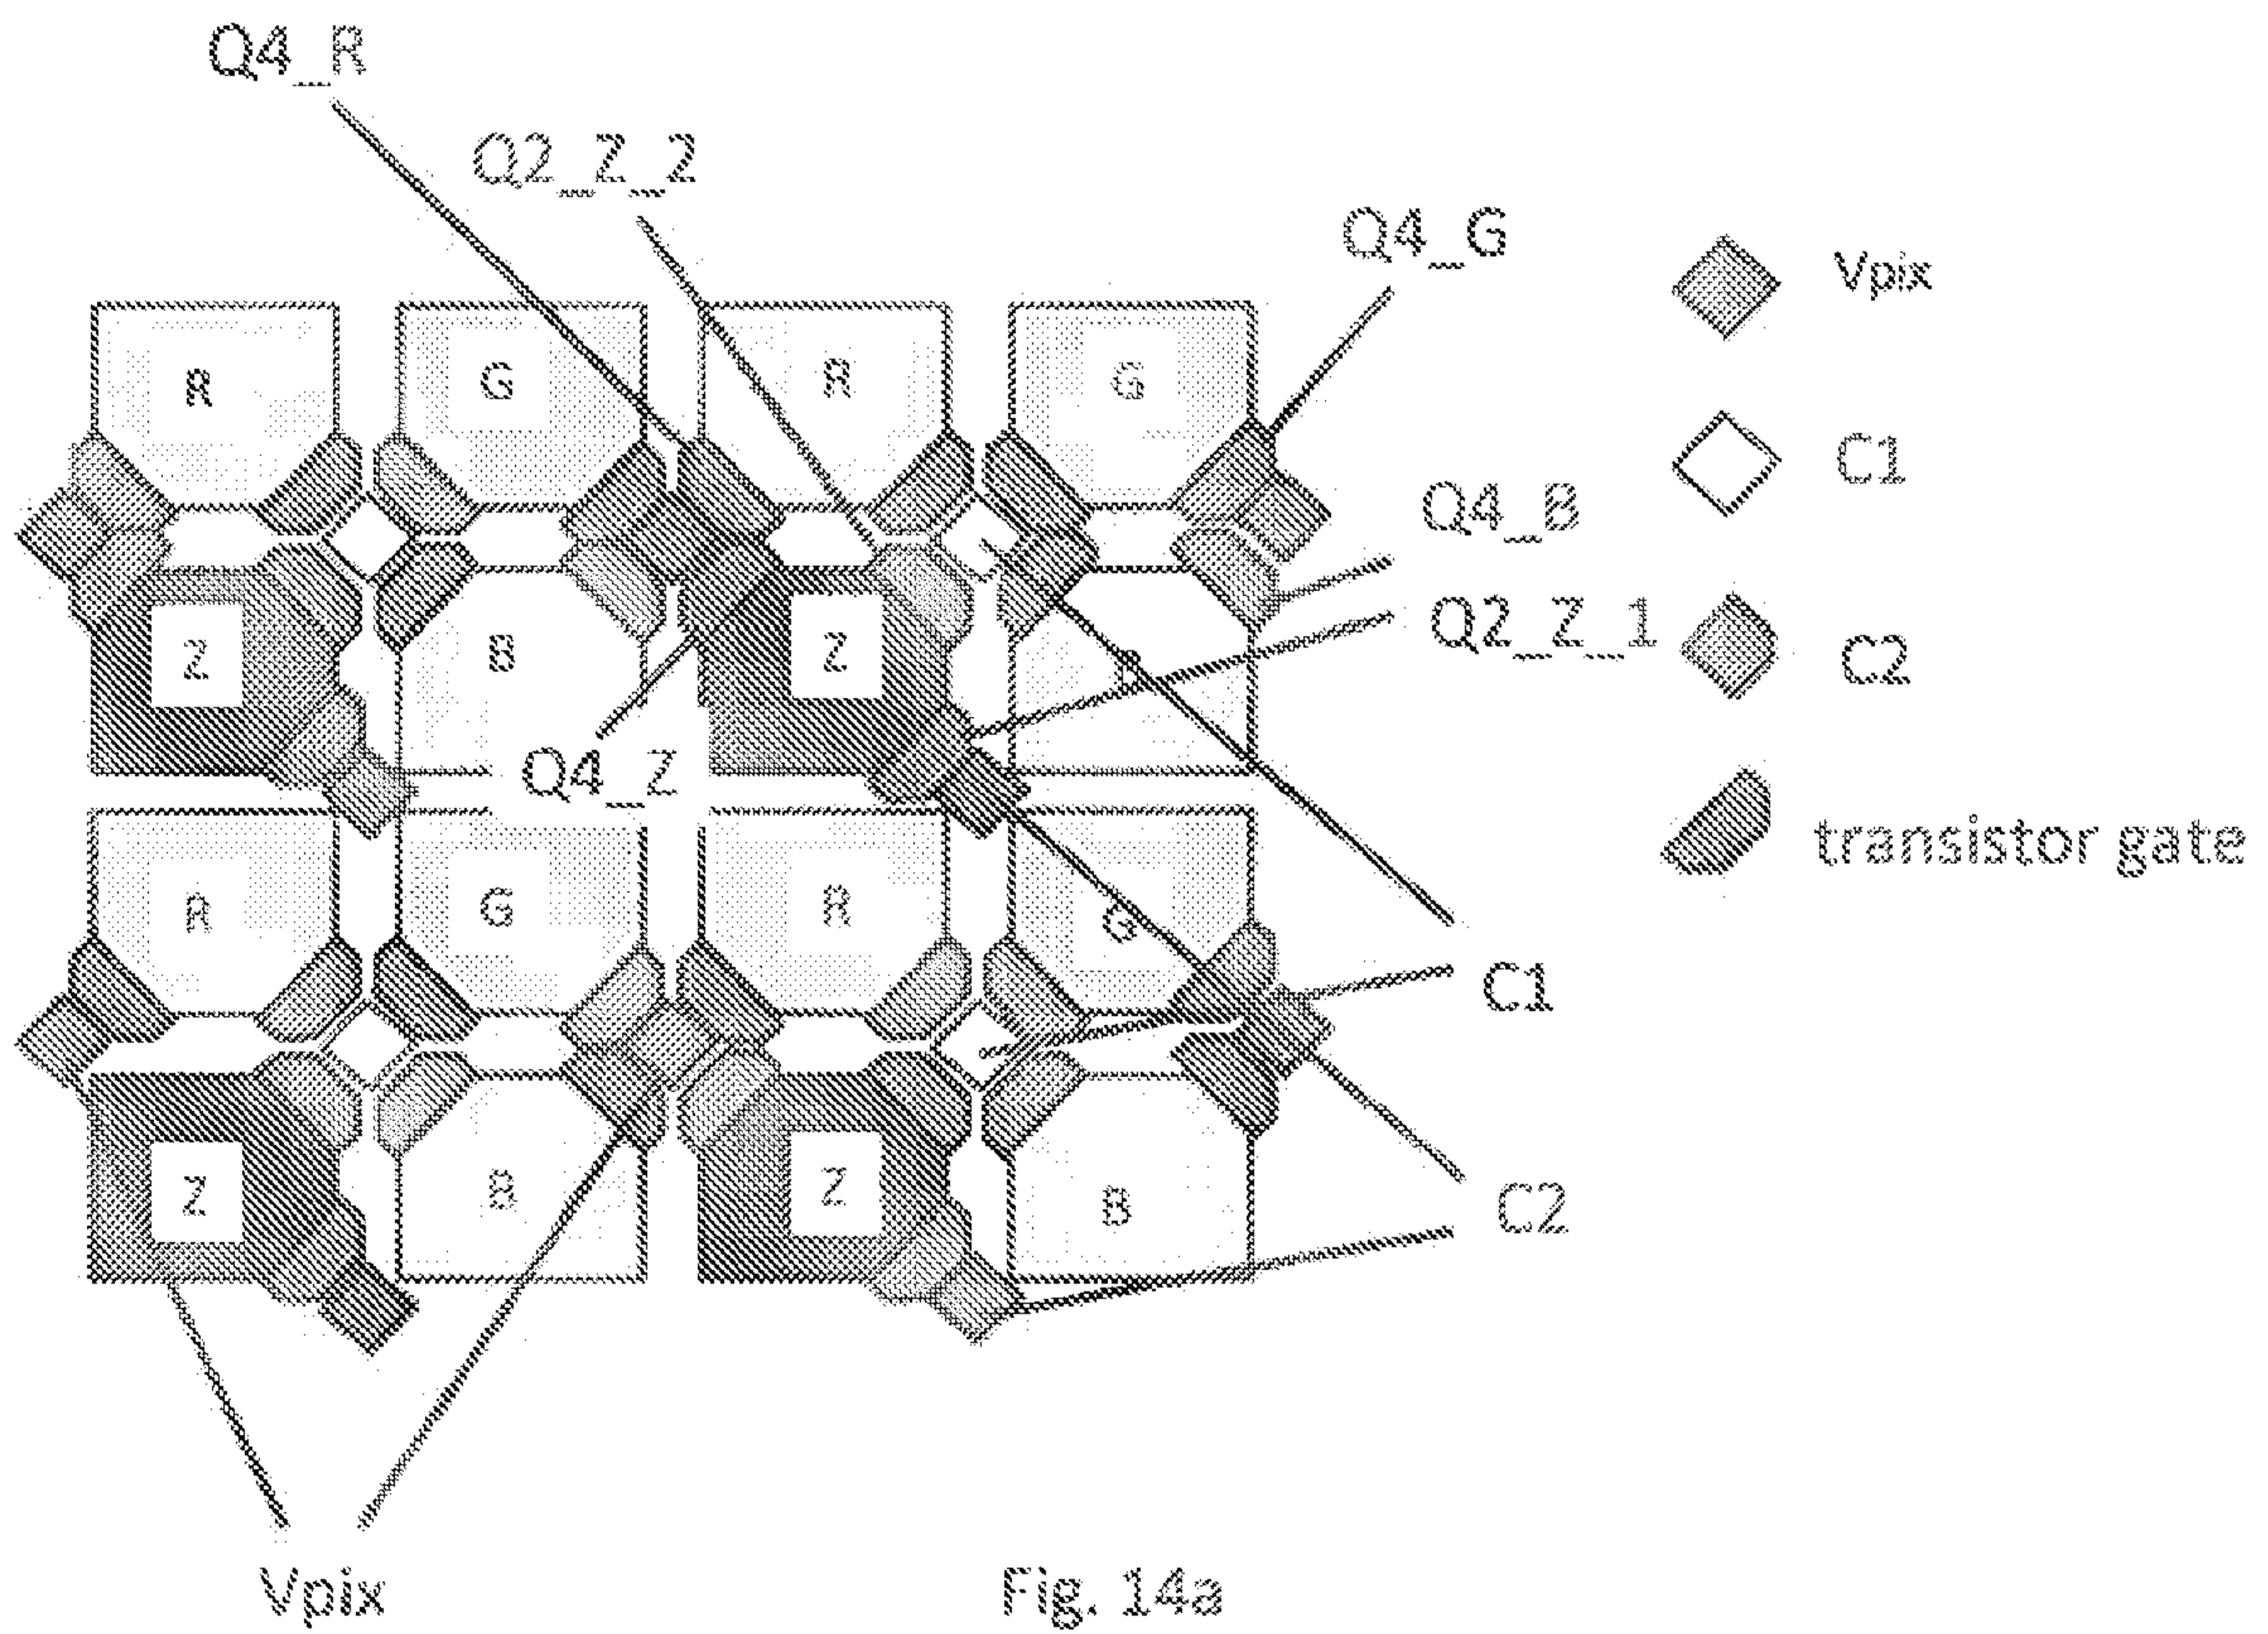 Q4_R
Q2_Z_2
Q4_G
Vpix
R
G
R
G
C1
Q4_B
Q2_Z_1
Z
B
Z
B
C2
Q4_Z
transistor gate
R
G
R
G
C1
Z
B
Z
B
C2
Vpix
Fig. 14a